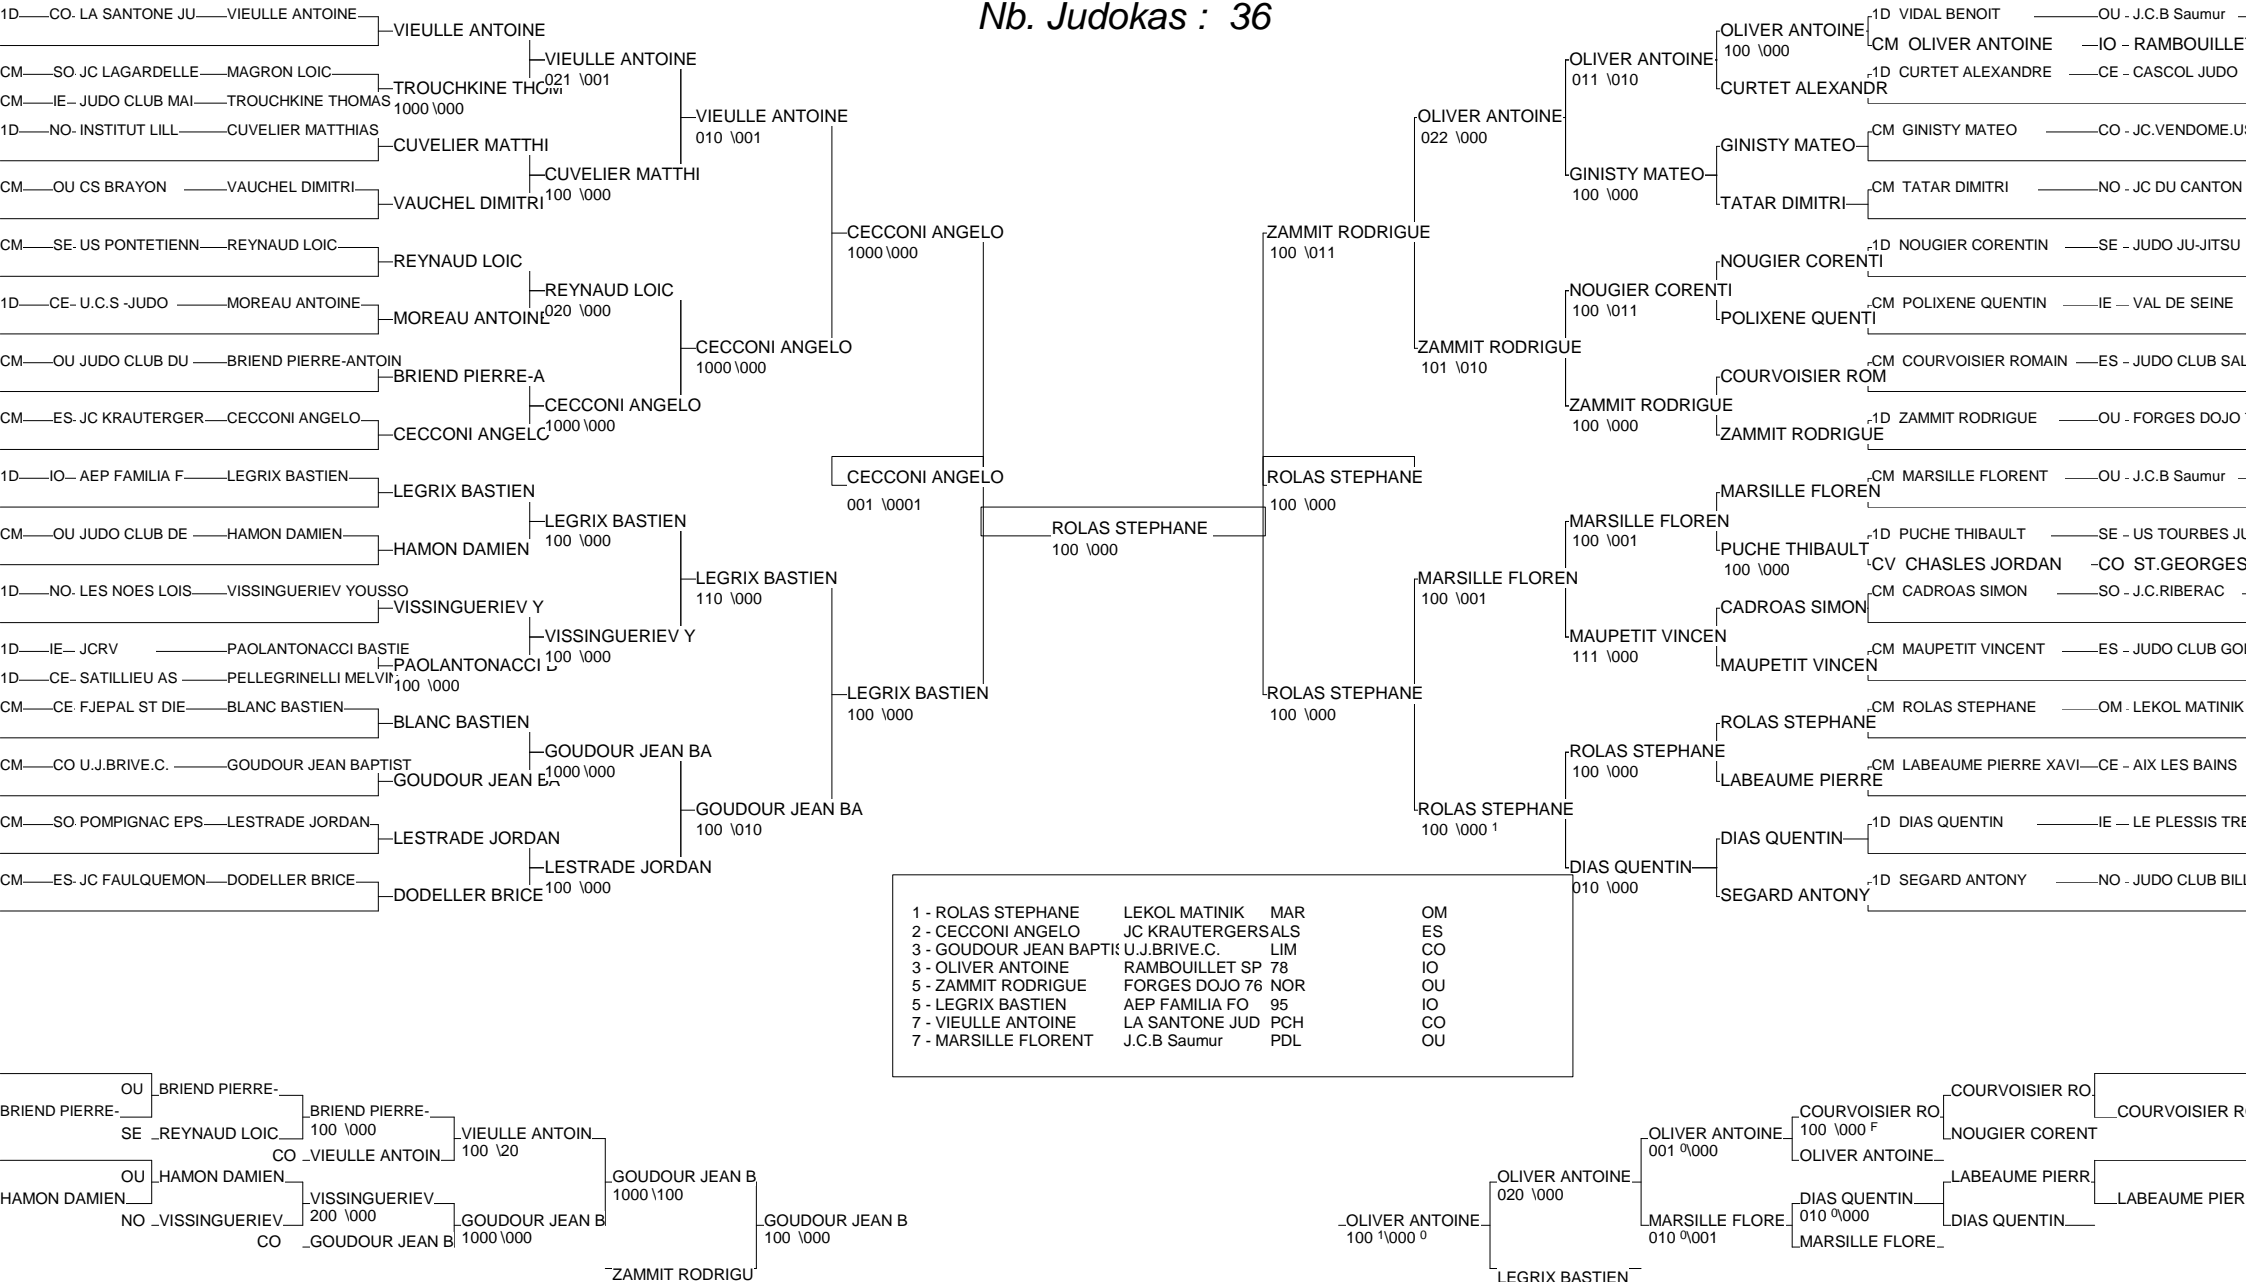 Nb. Judokas : 36
1D CO- LA SANTONE JU VIEULLE ANTOINE
CM SO- JC LAGARDELLE MAGRON LOIC
CM IE- JUDO CLUB MAI TROUCHKINE THOMAS
1D NO- INSTITUT LILL CUVELIER MATTHIAS
CM OU CS BRAYON VAUCHEL DIMITRI
CM SE- US PONTETIENN REYNAUD LOIC
1D CE- U.C.S -JUDO MOREAU ANTOINE
CM OU JUDO CLUB DU BRIEND PIERRE-ANTOIN
CM ES- JC KRAUTERGER CECCONI ANGELO
1D IO- AEP FAMILIA F LEGRIX BASTIEN
CM OU JUDO CLUB DE HAMON DAMIEN
1D NO- LES NOES LOIS VISSINGUERIEV YOUSSO
1D IE- JCRV PAOLANTONACCI BASTIE
1D CE- SATILLIEU AS PELLEGRINELLI MELVIN
CM CE- FJEPAL ST DIE BLANC BASTIEN
CM CO U.J.BRIVE.C. GOUDOUR JEAN BAPTIST
CM SO- POMPIGNAC EPS LESTRADE JORDAN
CM ES- JC FAULQUEMON DODELLER BRICE
VIEULLE ANTOINE
TROUCHKINE THOM
1000 \000
CUVELIER MATTHI
VAUCHEL DIMITRI
REYNAUD LOIC
MOREAU ANTOINE
BRIEND PIERRE-A
CECCONI ANGELO
LEGRIX BASTIEN
HAMON DAMIEN
VISSINGUERIEV Y
PAOLANTONACCI B
100 \000
BLANC BASTIEN
GOUDOUR JEAN BA
LESTRADE JORDAN
DODELLER BRICE
VIEULLE ANTOINE
021 \001
CUVELIER MATTHI
100 \000
REYNAUD LOIC
020 \000
CECCONI ANGELO
1000 \000
LEGRIX BASTIEN
100 \000
VISSINGUERIEV Y
100 \000
GOUDOUR JEAN BA
1000 \000
LESTRADE JORDAN
100 \000
VIEULLE ANTOINE
010 \001
CECCONI ANGELO
1000 \000
LEGRIX BASTIEN
110 \000
GOUDOUR JEAN BA
100 \010
CECCONI ANGELO
1000 \000
CECCONI ANGELO
001 \0001
LEGRIX BASTIEN
100 \000
ROLAS STEPHANE
100 \000
ZAMMIT RODRIGUE
100 \011
ROLAS STEPHANE
100 \000
ROLAS STEPHANE
100 \000
OLIVER ANTOINE
022 \000
ZAMMIT RODRIGUE
101 \010
MARSILLE FLOREN
100 \001
ROLAS STEPHANE
100 \000 1
OLIVER ANTOINE
011 \010
GINISTY MATEO
100 \000
NOUGIER CORENTI
100 \011
ZAMMIT RODRIGUE
100 \000
MARSILLE FLOREN
100 \001
MAUPETIT VINCEN
111 \000
ROLAS STEPHANE
100 \000
DIAS QUENTIN
010 \000
OLIVER ANTOINE
100 \000
CURTET ALEXANDR
GINISTY MATEO
TATAR DIMITRI
NOUGIER CORENTI
POLIXENE QUENTI
COURVOISIER ROM
ZAMMIT RODRIGUE
MARSILLE FLOREN
PUCHE THIBAULT
100 \000
CADROAS SIMON
MAUPETIT VINCEN
ROLAS STEPHANE
LABEAUME PIERRE
DIAS QUENTIN
SEGARD ANTONY
1D VIDAL BENOIT OU - J.C.B Saumur
CM OLIVER ANTOINE IO - RAMBOUILLET
1D CURTET ALEXANDRE CE - CASCOL JUDO
CM GINISTY MATEO CO - JC.VENDOME.US
CM TATAR DIMITRI NO - JC DU CANTON
1D NOUGIER CORENTIN SE - JUDO JU-JITSU
CM POLIXENE QUENTIN IE - VAL DE SEINE
CM COURVOISIER ROMAIN ES - JUDO CLUB SAL
1D ZAMMIT RODRIGUE OU - FORGES DOJO
CM MARSILLE FLORENT OU - J.C.B Saumur
1D PUCHE THIBAULT SE - US TOURBES JU
CV CHASLES JORDAN -CO ST.GEORGES
CM CADROAS SIMON SO - J.C.RIBERAC
CM MAUPETIT VINCENT ES - JUDO CLUB GO
CM ROLAS STEPHANE OM - LEKOL MATINIK
CM LABEAUME PIERRE XAVI CE - AIX LES BAINS
1D DIAS QUENTIN IE - LE PLESSIS TRE
1D SEGARD ANTONY NO - JUDO CLUB BILL
1 - ROLAS STEPHANE LEKOL MATINIK MAR OM
2 - CECCONI ANGELO JC KRAUTERGERS ALS ES
3 - GOUDOUR JEAN BAPTIS U.J.BRIVE.C. LIM CO
3 - OLIVER ANTOINE RAMBOUILLET SP 78 IO
5 - ZAMMIT RODRIGUE FORGES DOJO 76 NOR OU
5 - LEGRIX BASTIEN AEP FAMILIA FO 95 IO
7 - VIEULLE ANTOINE LA SANTONE JUD PCH CO
7 - MARSILLE FLORENT J.C.B Saumur PDL OU
BRIEND PIERRE-
HAMON DAMIEN
OU BRIEND PIERRE-
SE REYNAUD LOIC
OU HAMON DAMIEN
NO VISSINGUERIEV
BRIEND PIERRE-
100 \000
CO VIEULLE ANTOIN
VISSINGUERIEV
200 \000
CO GOUDOUR JEAN B
VIEULLE ANTOIN
100 \20
GOUDOUR JEAN B
1000 \000
GOUDOUR JEAN B
1000 \100
ZAMMIT RODRIGU
GOUDOUR JEAN B
100 \000
OLIVER ANTOINE
100 1\000 0
OLIVER ANTOINE
020 \000
LEGRIX BASTIEN
OLIVER ANTOINE
001 0\000
MARSILLE FLORE
010 0\001
COURVOISIER RO
100 \000 F
OLIVER ANTOINE
DIAS QUENTIN
010 0\000
MARSILLE FLORE
COURVOISIER RO
NOUGIER CORENT
LABEAUME PIERR
DIAS QUENTIN
COURVOISIER R
LABEAUME PIER